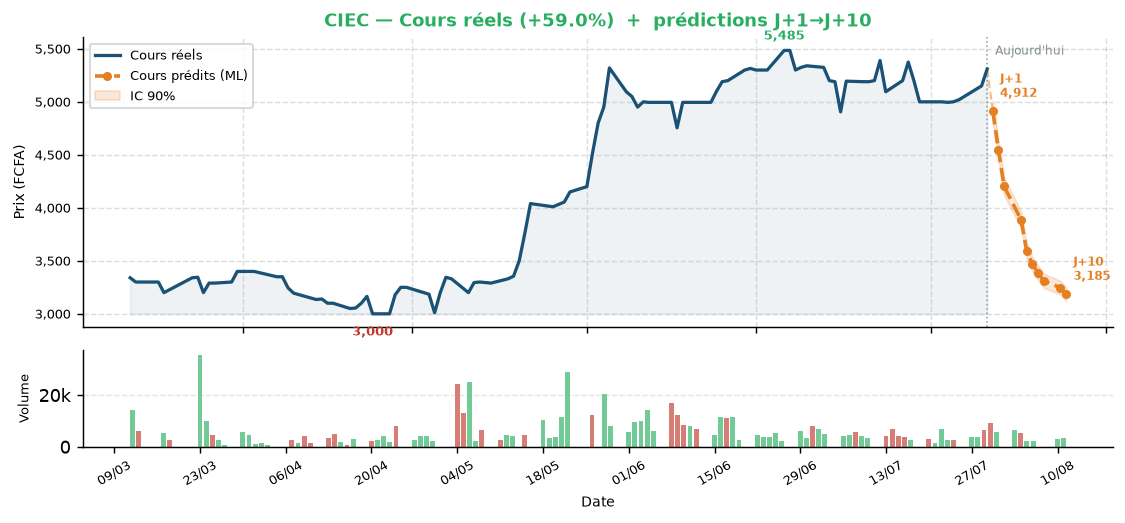 CIEC — Cours réels (+59.0%)  +  prédictions J+1→J+10
5,485
Cours réels
Cours prédits (ML)
IC 90%
Aujourd'hui
J+1
4,912
J+10
3,185
3,000
Prix (FCFA)
5,500
5,000
4,500
4,000
3,500
3,000
Volume
20k
0
09/03
23/03
06/04
20/04
04/05
18/05
01/06
15/06
29/06
13/07
27/07
10/08
Date